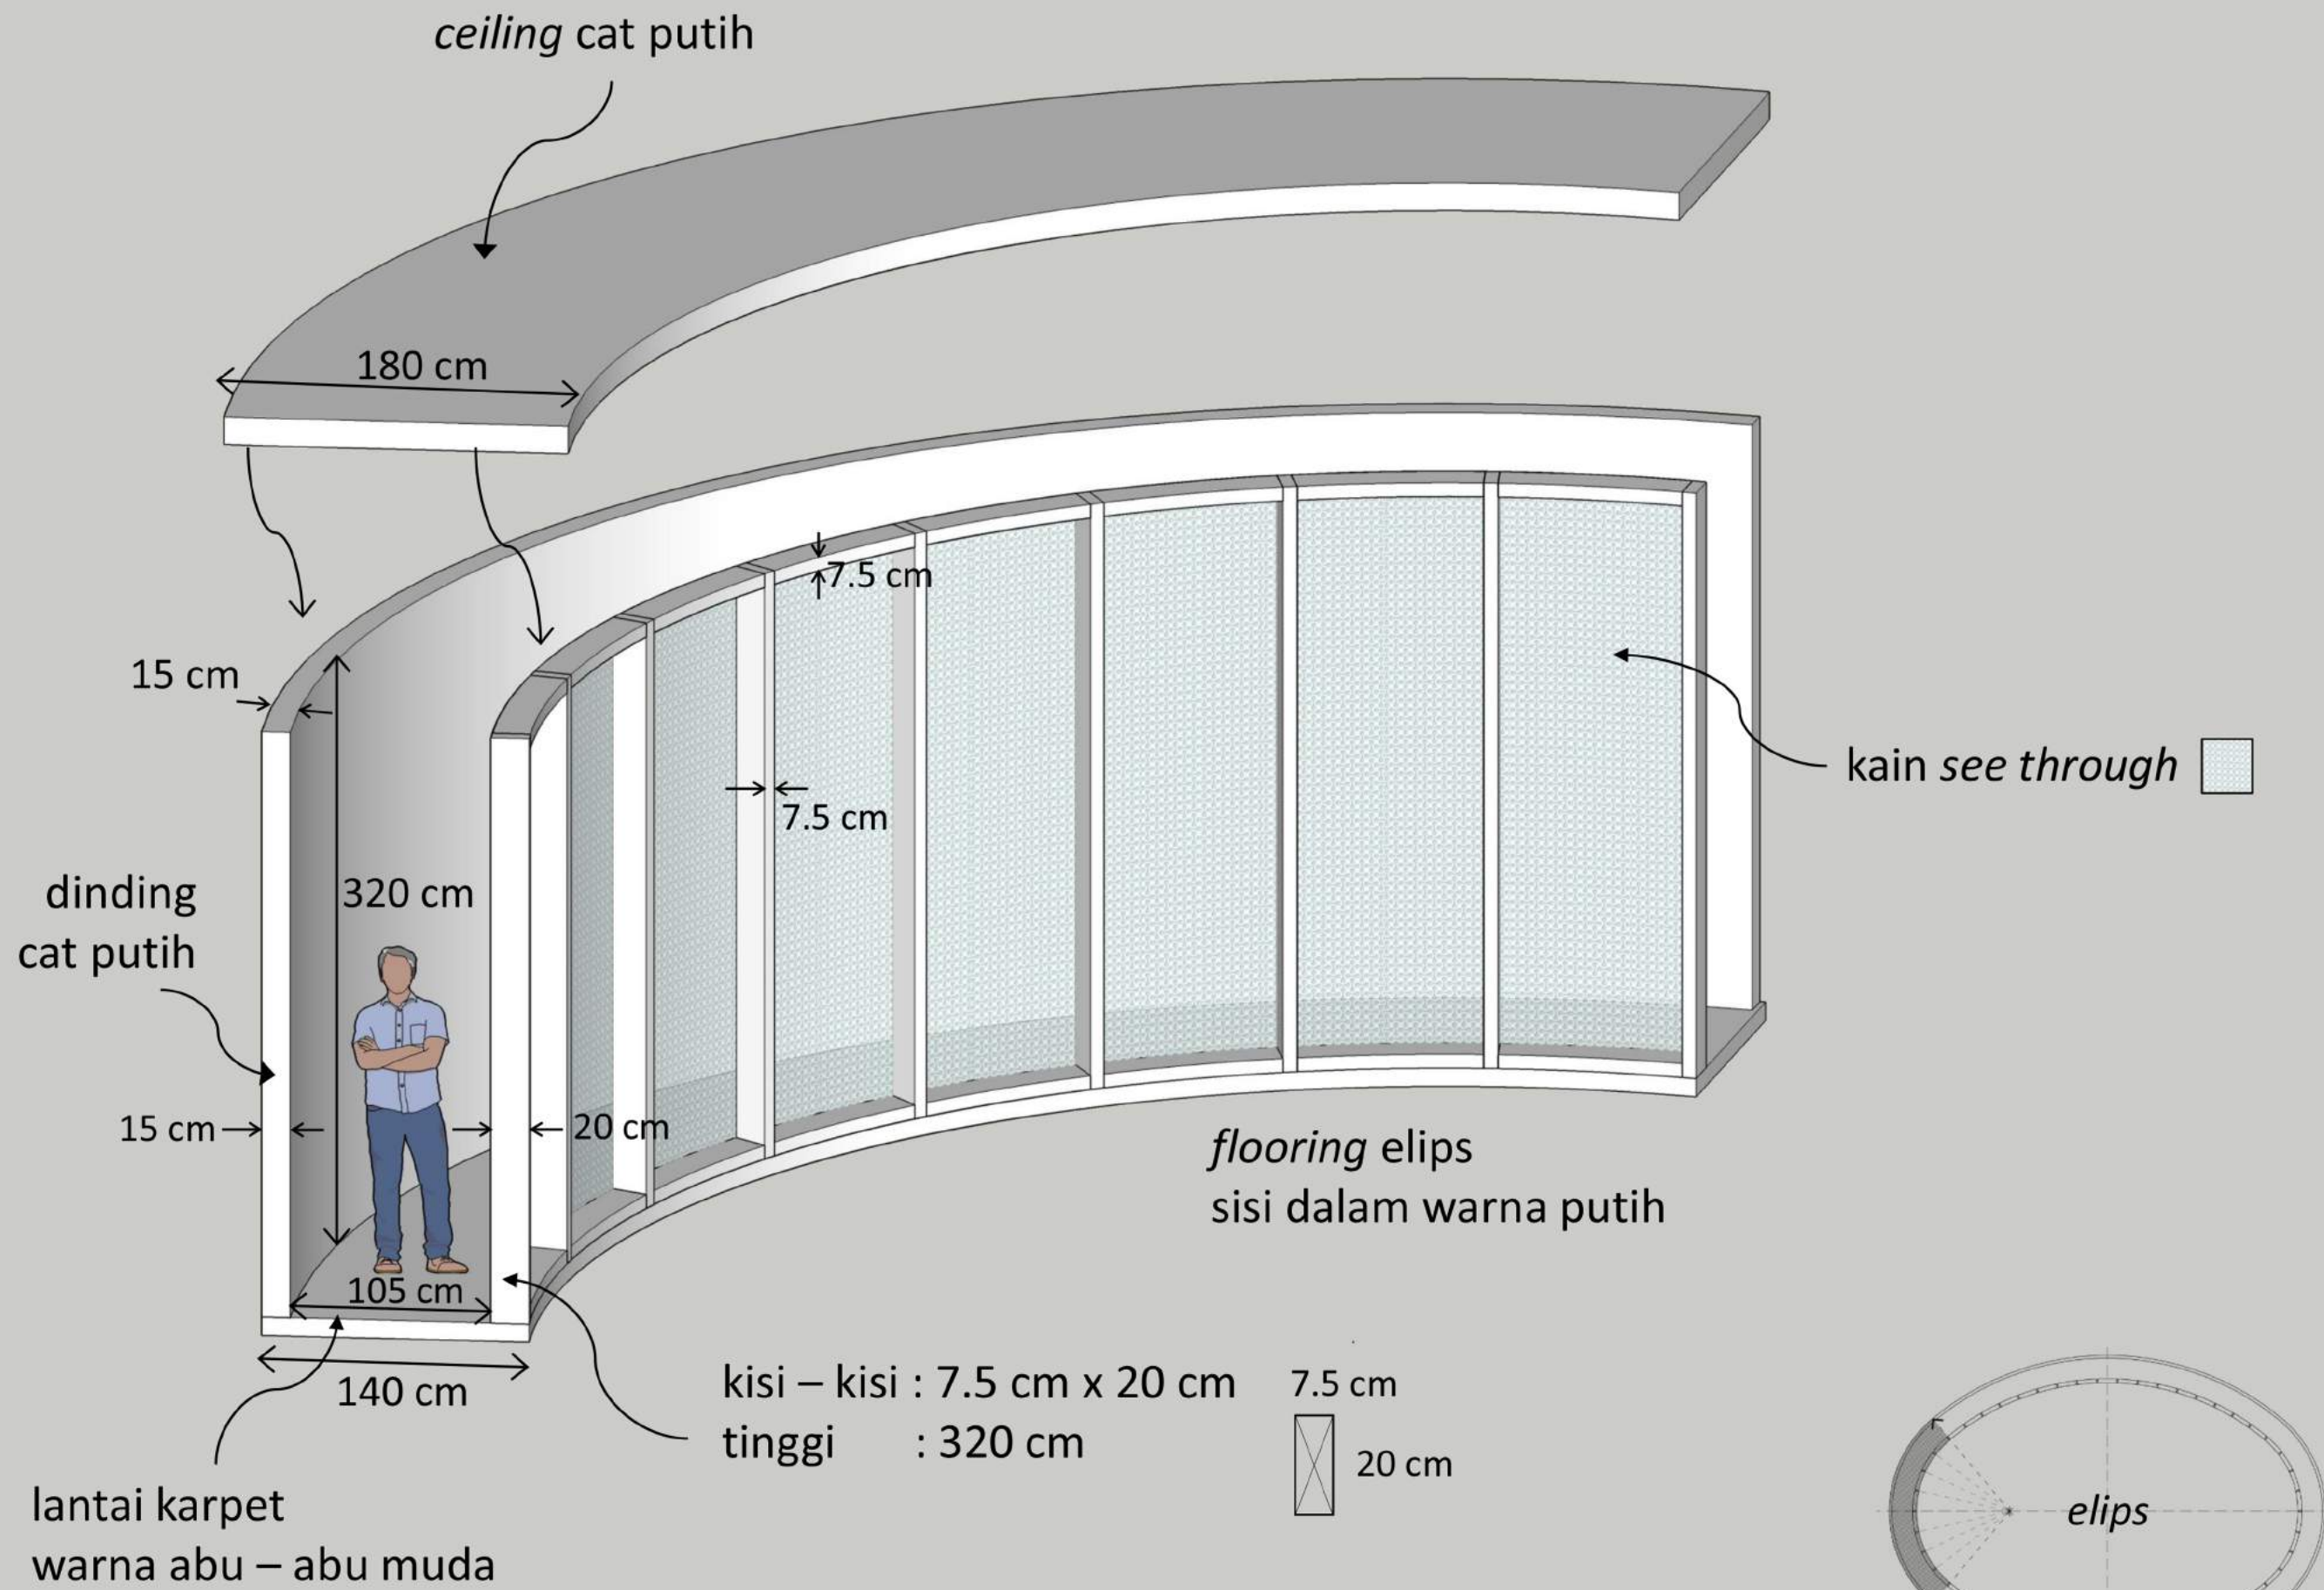 ceiling cat putih
180 cm
7.5 cm
15 cm
7.5 cm
kain see through
dinding
cat putih
320 cm
15 cm
20 cm
flooring elips
sisi dalam warna putih
105 cm
140 cm
kisi – kisi : 7.5 cm x 20 cm
tinggi : 320 cm
7.5 cm
20 cm
lantai karpet
warna abu – abu muda
elips